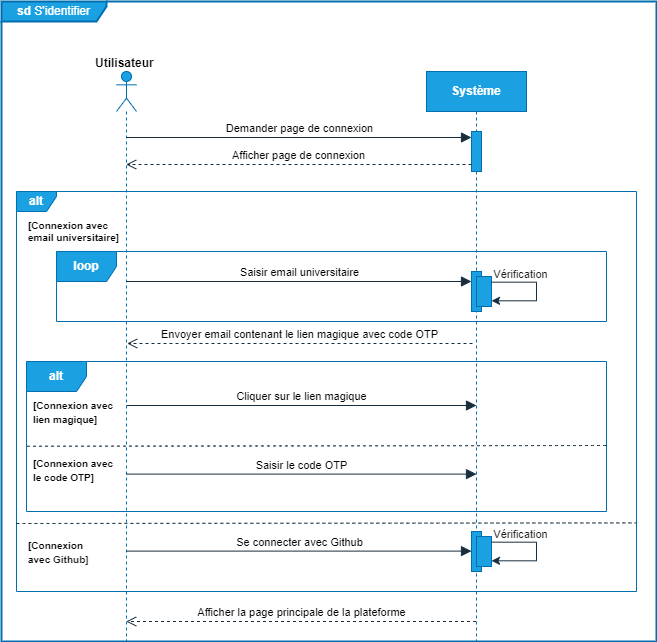 sd S'identifier
Utilisateur
Système
Demander page de connexion
Afficher page de connexion
alt
[Connexion avec
email universitaire]
loop
Saisir email universitaire
Vérification
Envoyer email contenant le lien magique avec code OTP
alt
Cliquer sur le lien magique
[Connexion avec
lien magique]
[Connexion avec
le code OTP]
Saisir le code OTP
[Connexion
avec Github]
Se connecter avec Github
Vérification
Afficher la page principale de la plateforme